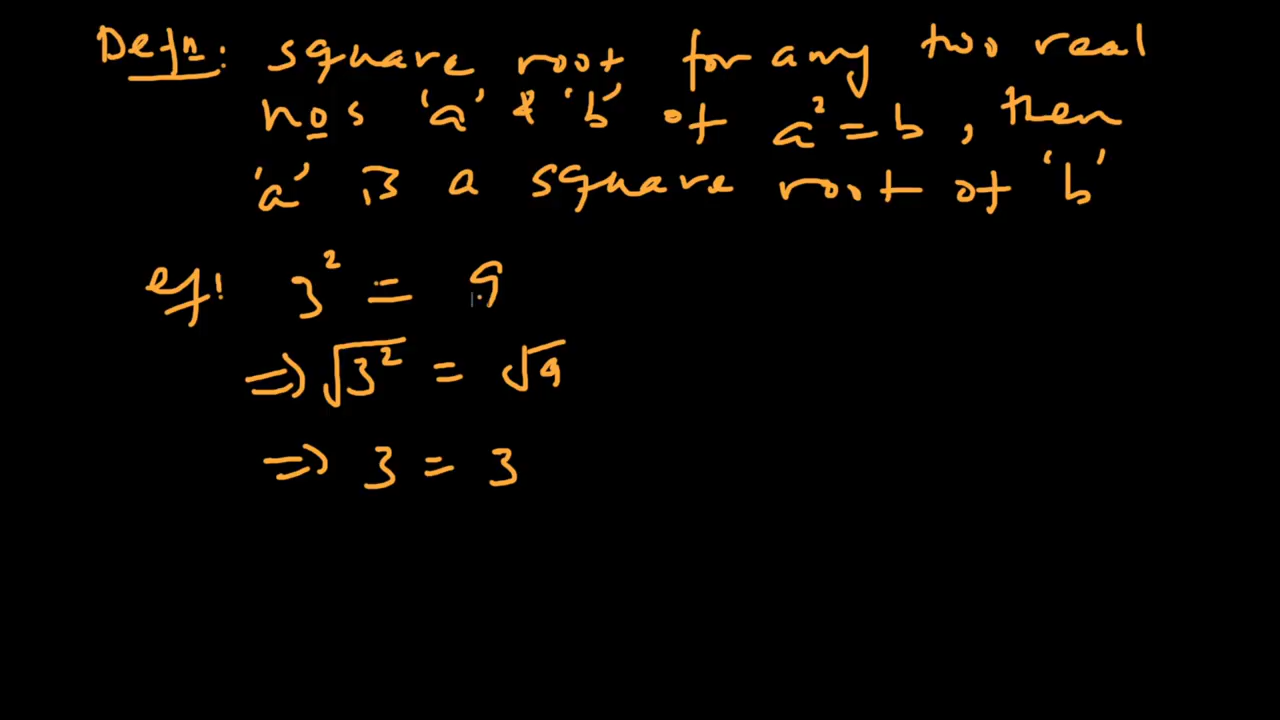 Defn: square root for any two real
nos 'a' & 'b' of a² = b, then
'a' is a square root of 'b'
eg: 3² = 9
⇒ √3² = √9
⇒ 3 = 3